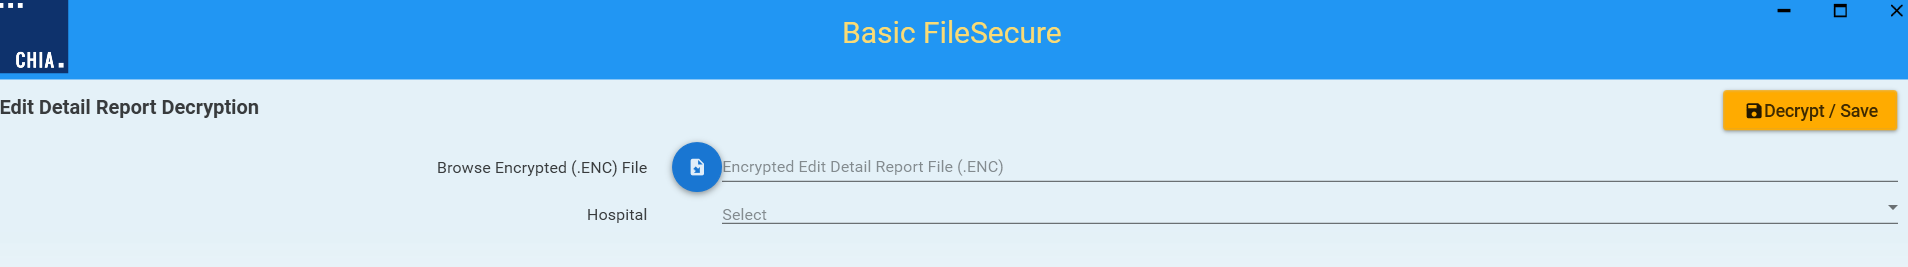 Basic FileSecure
CHIA.
Edit Detail Report Decryption
Decrypt / Save
Browse Encrypted (.ENC) File
Encrypted Edit Detail Report File (.ENC)
Hospital
Select